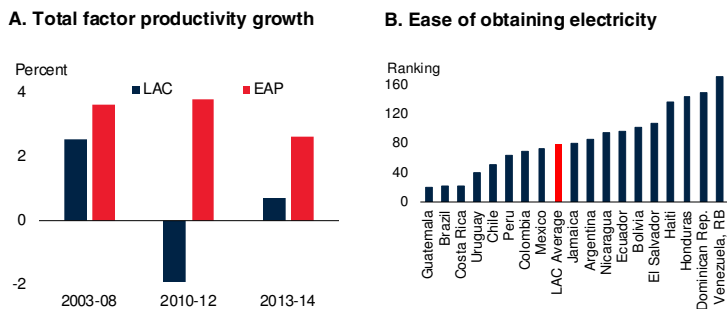 A. Total factor productivity growth
Percent
LAC EAP
4
2
0
-2
2003-08 2010-12 2013-14
B. Ease of obtaining electricity
Ranking
160
120
80
40
0
Guatemala
Brazil
Costa Rica
Uruguay
Chile
Peru
Colombia
Mexico
LAC Average
Jamaica
Argentina
Nicaragua
Ecuador
Bolivia
El Salvador
Haiti
Honduras
Dominican Rep.
Venezuela, RB